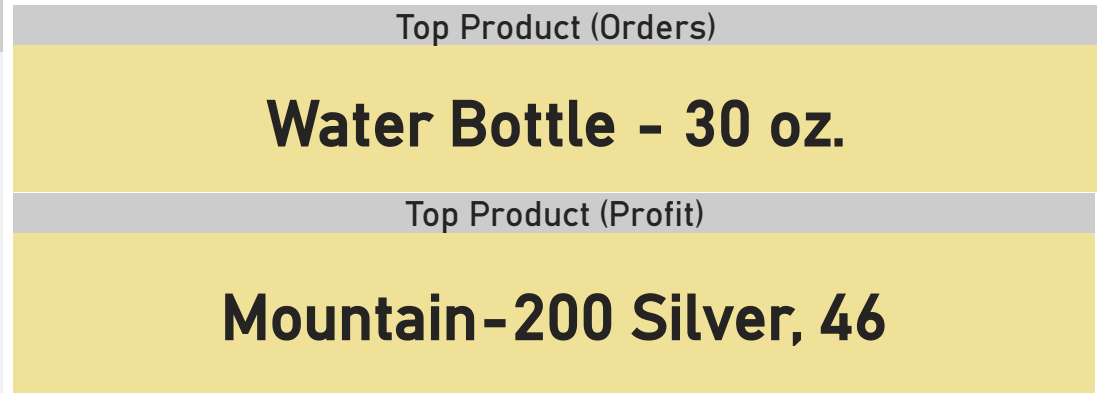 Top Product (Orders)
Water Bottle - 30 oz.
Top Product (Profit)
Mountain-200 Silver, 46